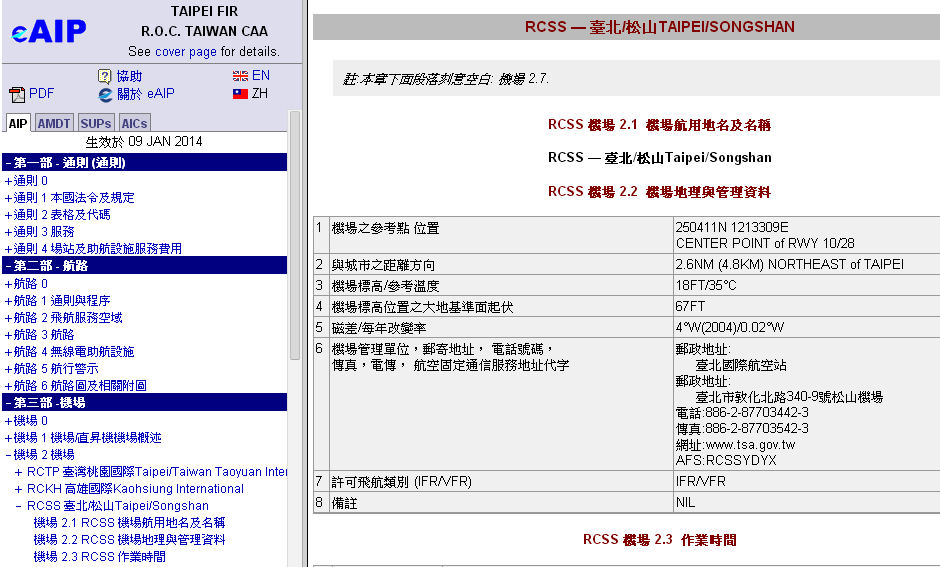 eAIP
TAIPEI FIR
R.O.C. TAIWAN CAA
See cover page for details.
PDF
協助
關於 eAIP
EN
ZH
AIP AMDT SUPs AICs
生效於 09 JAN 2014
- 第一部 - 通則 (通則)
+通則 0
+通則 1 本國法令及規定
+通則 2 表格及代碼
+通則 3 服務
+通則 4 場站及助航設施服務費用
- 第二部 - 航路
+航路 0
+航路 1 通則與程序
+航路 2 飛航服務空域
+航路 3 航路
+航路 4 無線電助航設施
+航路 5 航行警示
+航路 6 航路圖及相關附圖
- 第三部 -機場
+機場 0
+機場 1 機場/直昇機機場概述
-機場 2 機場
+ RCTP 臺灣桃園國際Taipei/Taiwan Taoyuan Inter
+ RCKH 高雄國際Kaohsiung International
- RCSS 臺北/松山Taipei/Songshan
機場 2.1 RCSS 機場航用地名及名稱
機場 2.2 RCSS 機場地理與管理資料
機場 2.3 RCSS 作業時間
RCSS — 臺北/松山TAIPEI/SONGSHAN
註:本章下面段落刻意空白: 機場 2.7.
RCSS 機場 2.1 機場航用地名及名稱
RCSS — 臺北/松山Taipei/Songshan
RCSS 機場 2.2 機場地理與管理資料
1 機場之參考點 位置 250411N 1213309E
CENTER POINT of RWY 10/28
2 與城市之距離方向 2.6NM (4.8KM) NORTHEAST of TAIPEI
3 機場標高/參考溫度 18FT/35°C
4 機場標高位置之大地基準面起伏 67FT
5 磁差/每年改變率 4°W(2004)/0.02°W
6 機場管理單位，郵寄地址， 電話號碼，
傳真，電傳， 航空固定通信服務地址代字
郵政地址:
臺北國際航空站
郵政地址:
臺北市敦化北路340-9號松山機場
電話:886-2-87703442-3
傳真:886-2-87703542-3
網址:www.tsa.gov.tw
AFS:RCSSYDYX
7 許可飛航類別 (IFR/VFR) IFR/VFR
8 備註 NIL
RCSS 機場 2.3 作業時間